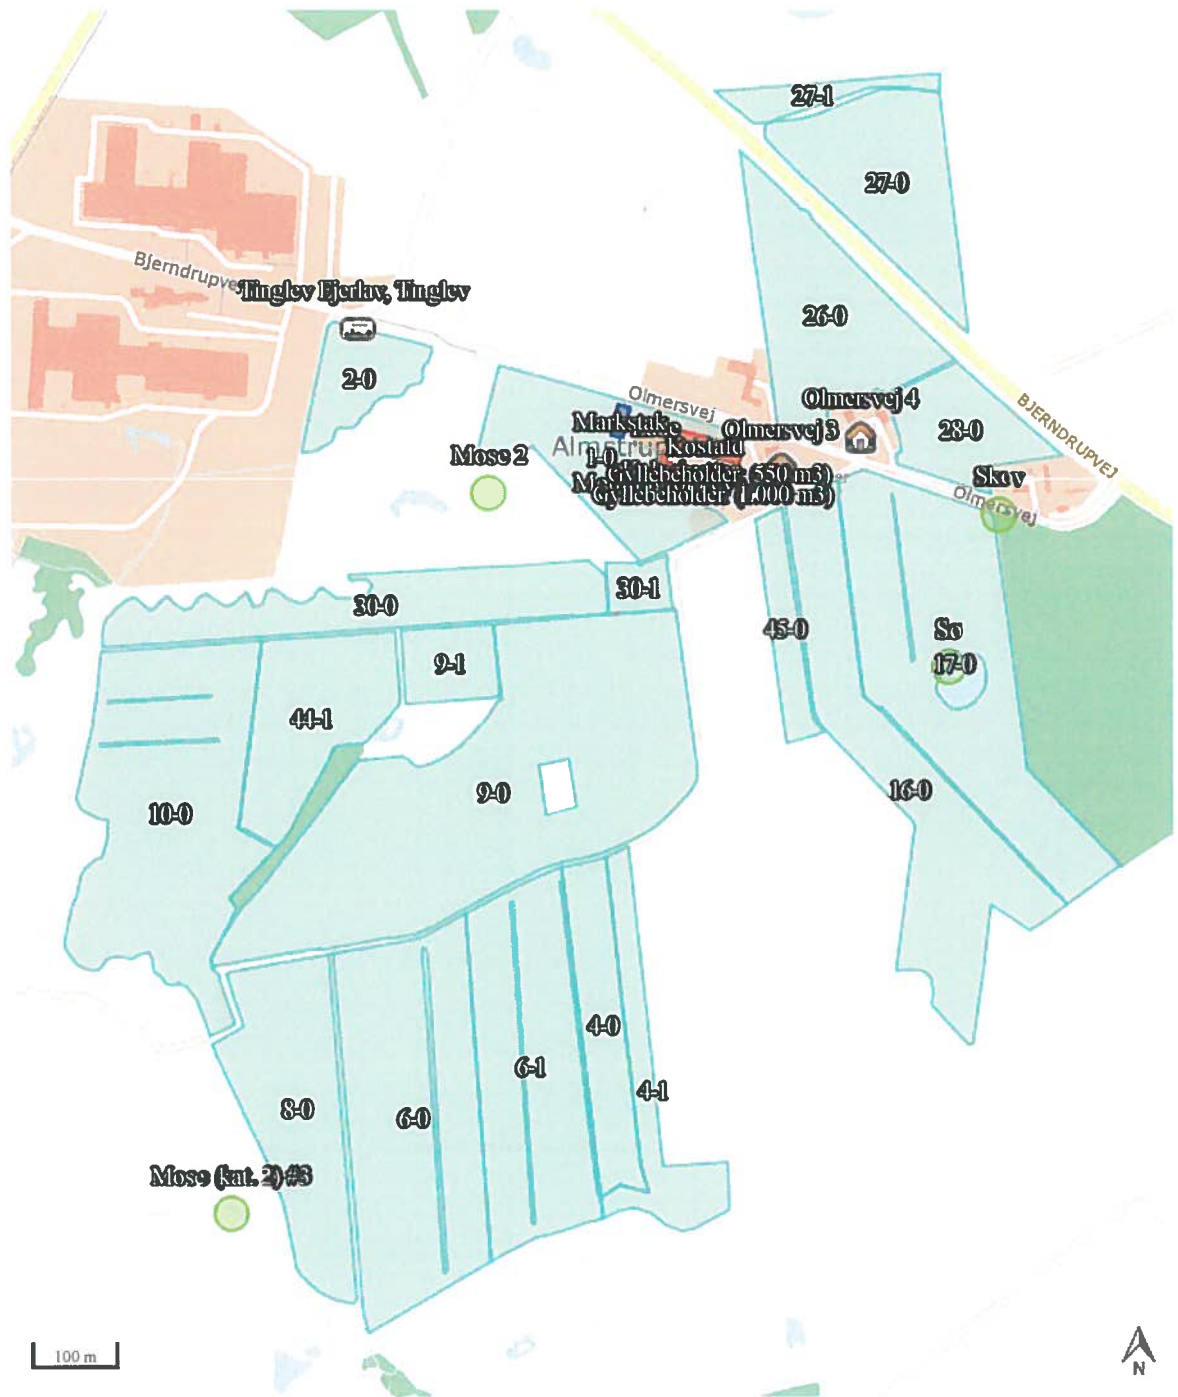 27-1
27-0
Bjerndrupve
Tinglev Ejerlav, Tinglev
26-0
2-0
Olmersvej
Olmersvej 4
BJERNDRUPVEJ
Markstak
Olmersvej 3
28-0
Almstrup
Kostald
Mose 2
1-0
Gyllebeholder (550 m3)
Skov
Gyllebeholder (1.000 m3)
Olmersvej
30-1
30-0
45-0
Sø
9-1
17-0
44-1
9-0
16-0
10-0
4-0
6-1
4-1
8-0
6-0
Mose (kat. 2) #3
100 m
N